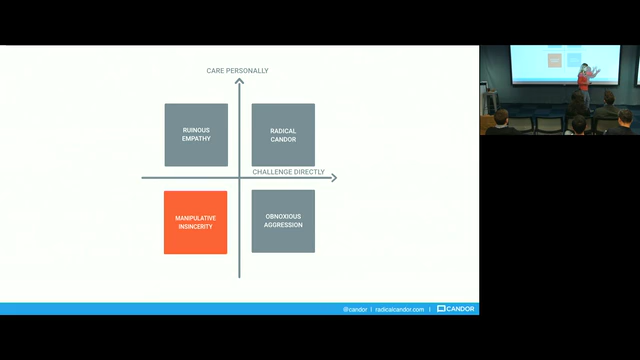 CARE PERSONALLY
RUINOUS
EMPATHY
RADICAL
CANDOR
CHALLENGE DIRECTLY
MANIPULATIVE
INSINCERITY
OBNOXIOUS
AGGRESSION
@candor | radicalcandor.com | CANDOR